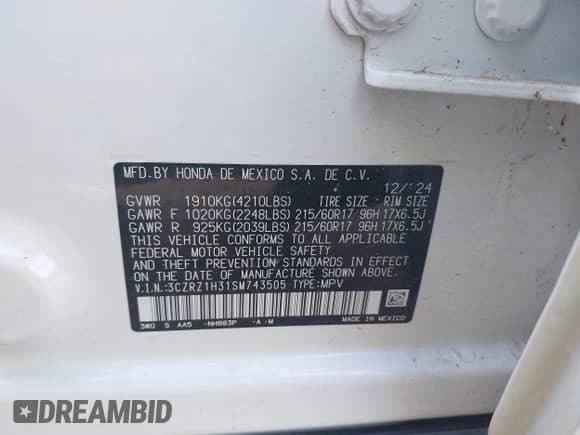 MFD.BY HONDA DE MEXICO S.A. DE C.V.
12/'24
GVWR 1910KG(4210LBS) TIRE SIZE RIM SIZE
GAWR F 1020KG(2248LBS) 215/60R17 96H 17X6.5J
GAWR R 925KG(2039LBS) 215/60R17 96H 17X6.5J
THIS VEHICLE CONFORMS TO ALL APPLICABLE
FEDERAL MOTOR VEHICLE SAFETY
AND THEFT PREVENTION STANDARDS IN EFFECT
ON THE DATE OF MANUFACTURE SHOWN ABOVE.
V.I.N.:3CZRZ1H31SM743505 TYPE:MPV
3W0 S AA5 -NH883P -A -M MADE IN MEXICO
DREAMBID